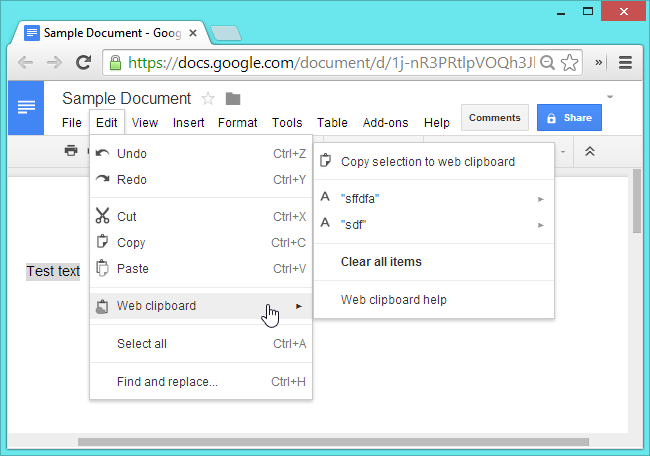 Sample Document - Goog
https://docs.google.com/document/d/1j-nR3PRtlpVOQh3Jl
Sample Document
File Edit View Insert Format Tools Table Add-ons Help Comments Share
Undo Ctrl+Z
Redo Ctrl+Y
Cut Ctrl+X
Copy Ctrl+C
Paste Ctrl+V
Web clipboard
Select all Ctrl+A
Find and replace... Ctrl+H
Copy selection to web clipboard
A "sffdfa"
A "sdf"
Clear all items
Web clipboard help
Test text